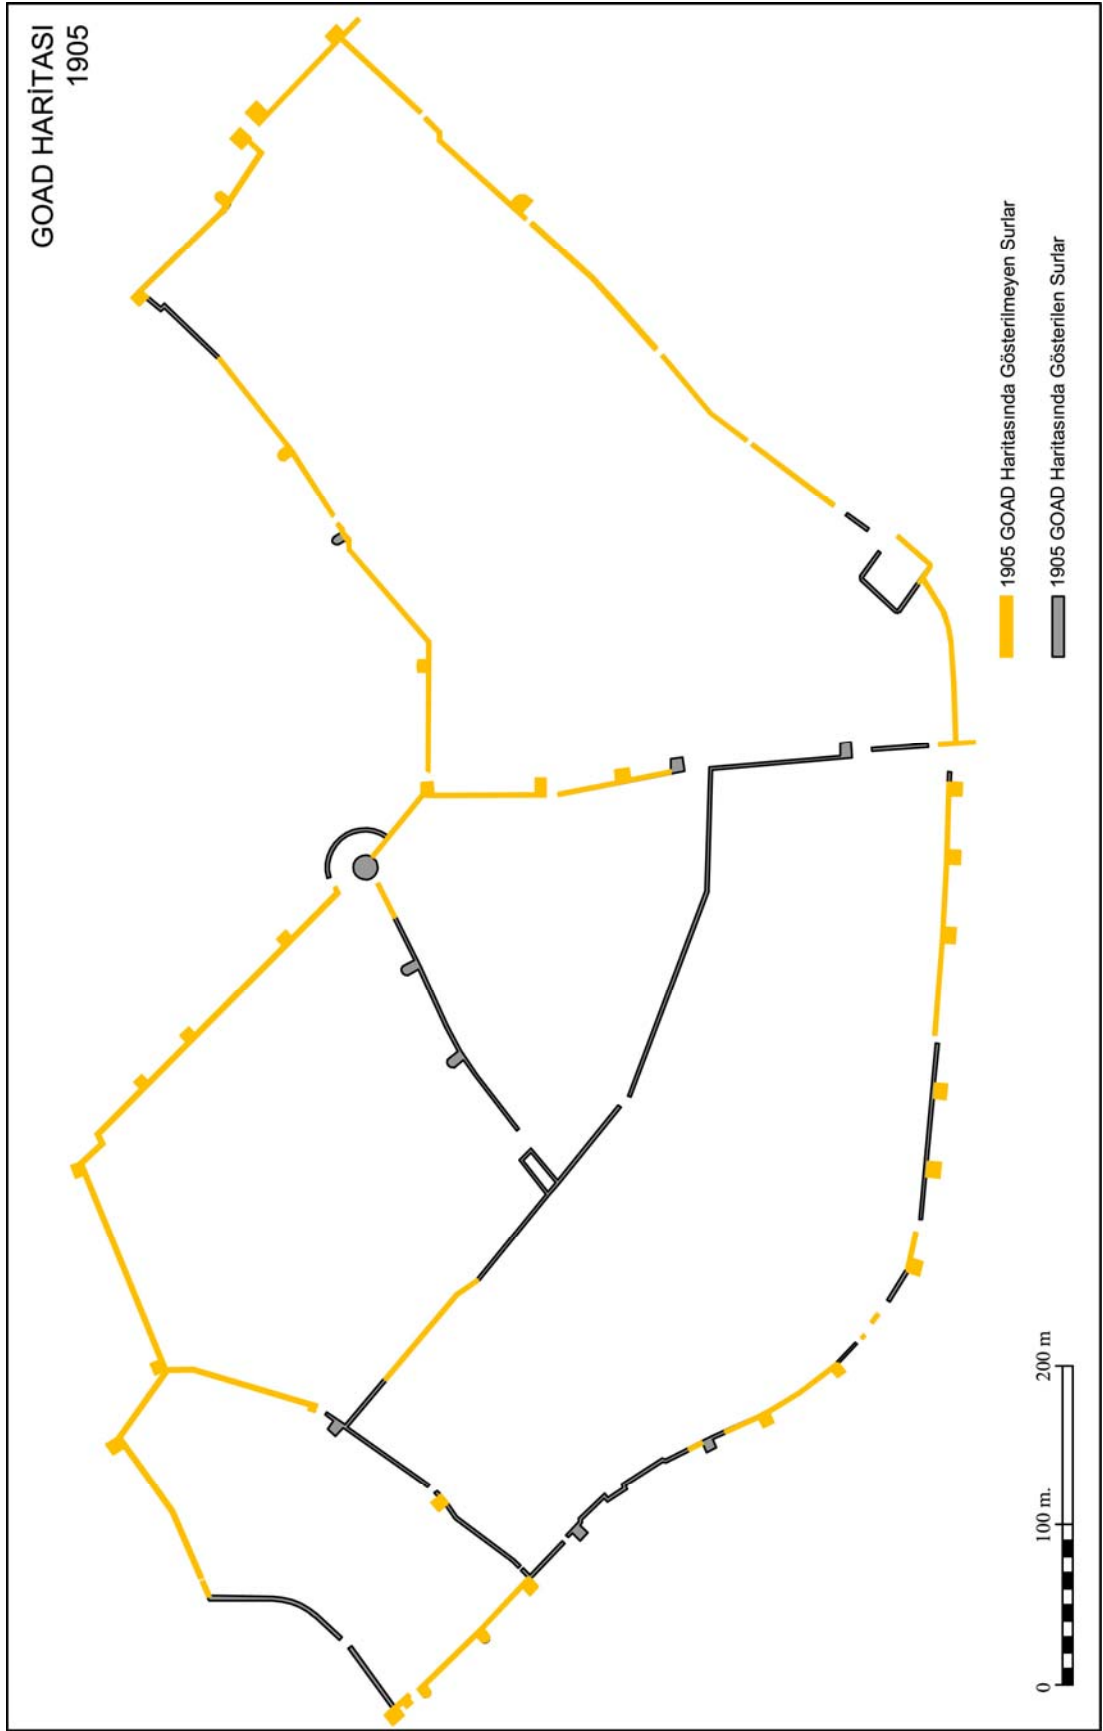 GOAD HARİTASI
1905
1905 GOAD Haritasında Gösterilmeyen Surlar
1905 GOAD Haritasında Gösterilen Surlar
0 100 m. 200 m